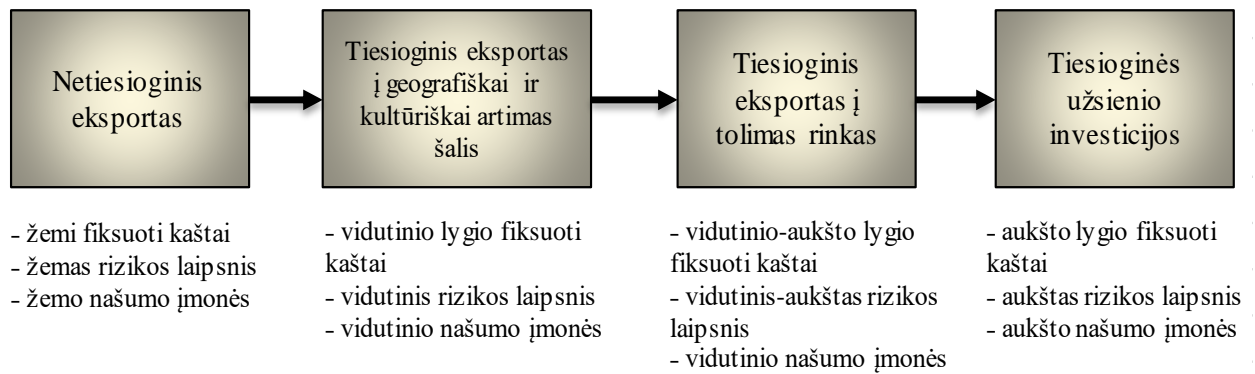 Netiesioginis
eksportas
Tiesioginis eksportas
į geografiškai ir
kultūriškai artimas
šalis
Tiesioginis
eksportas į
tolimas rinkas
Tiesioginės
užsienio
investicijos
- žemi fiksuoti kaštai
- žemas rizikos laipsnis
- žemo našumo įmonės
- vidutinio lygio fiksuoti
kaštai
- vidutinis rizikos laipsnis
- vidutinio našumo įmonės
- vidutinio-aukšto lygio
fiksuoti kaštai
- vidutinis-aukštas rizikos
laipsnis
- vidutinio našumo įmonės
- aukšto lygio fiksuoti
kaštai
- aukštas rizikos laipsnis
- aukšto našumo įmonės